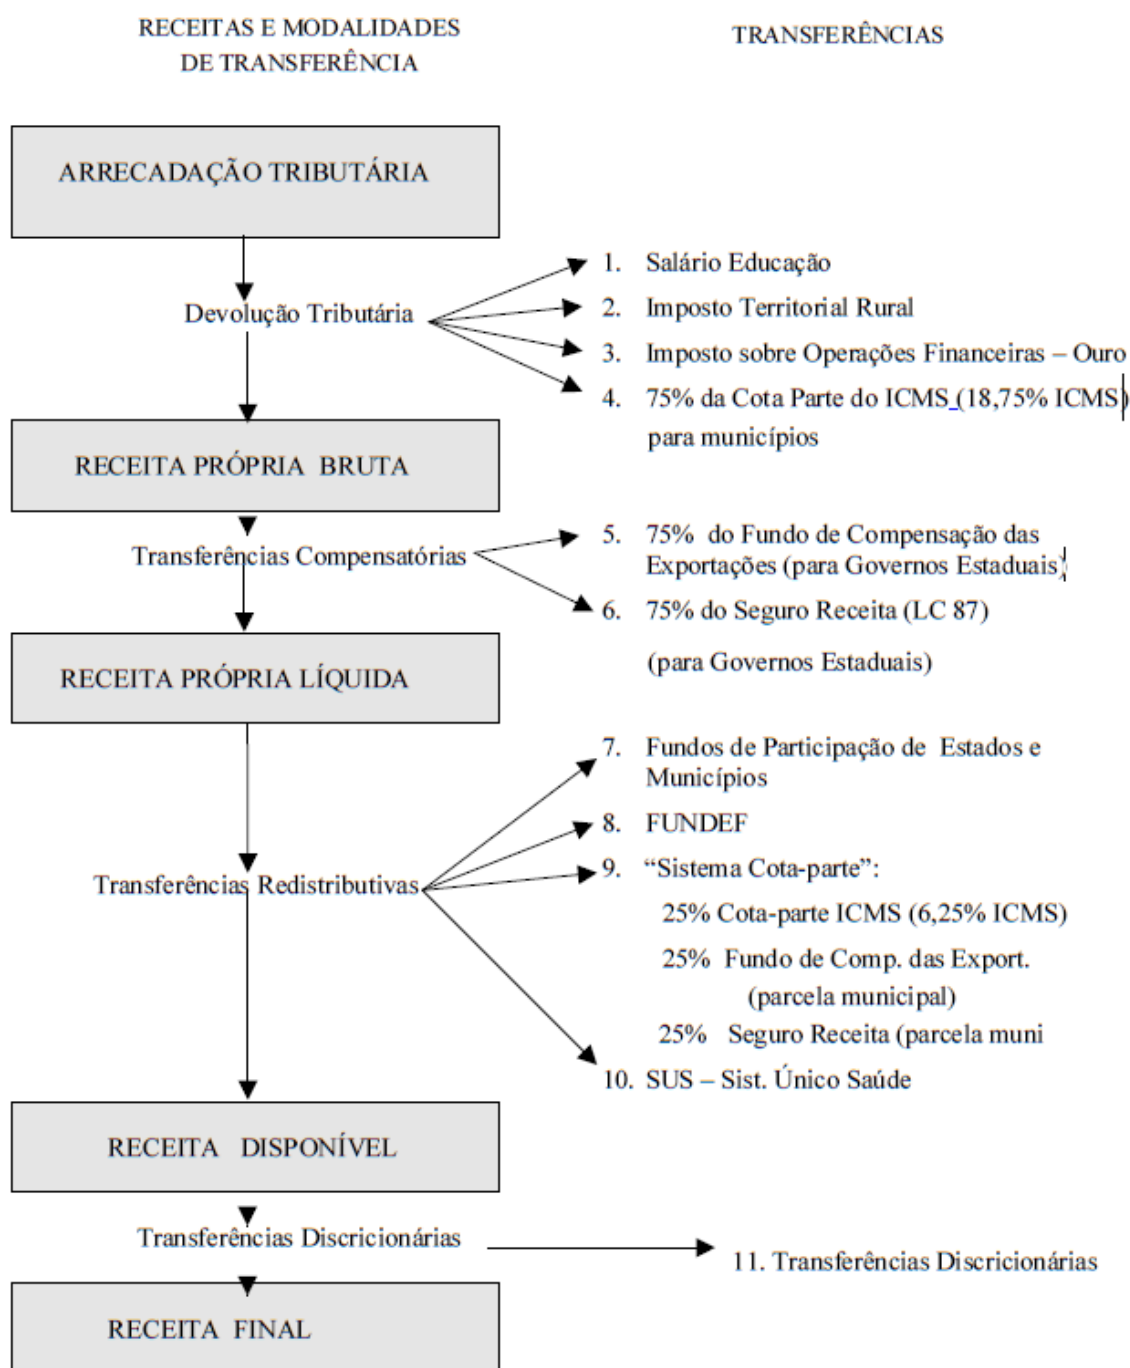 RECEITAS E MODALIDADES
DE TRANSFERÊNCIA
TRANSFERÊNCIAS
ARRECADAÇÃO TRIBUTÁRIA
Devolução Tributária
1. Salário Educação
2. Imposto Territorial Rural
3. Imposto sobre Operações Financeiras – Ouro
4. 75% da Cota Parte do ICMS (18,75% ICMS)
para municípios
RECEITA PRÓPRIA BRUTA
Transferências Compensatórias
5. 75% do Fundo de Compensação das
Exportações (para Governos Estaduais)
6. 75% do Seguro Receita (LC 87)
(para Governos Estaduais)
RECEITA PRÓPRIA LÍQUIDA
Transferências Redistributivas
7. Fundos de Participação de Estados e
Municípios
8. FUNDEF
9. “Sistema Cota-parte”:
25% Cota-parte ICMS (6,25% ICMS)
25% Fundo de Comp. das Export.
(parcela municipal)
25% Seguro Receita (parcela muni
10. SUS – Sist. Único Saúde
RECEITA DISPONÍVEL
Transferências Discricionárias
11. Transferências Discricionárias
RECEITA FINAL